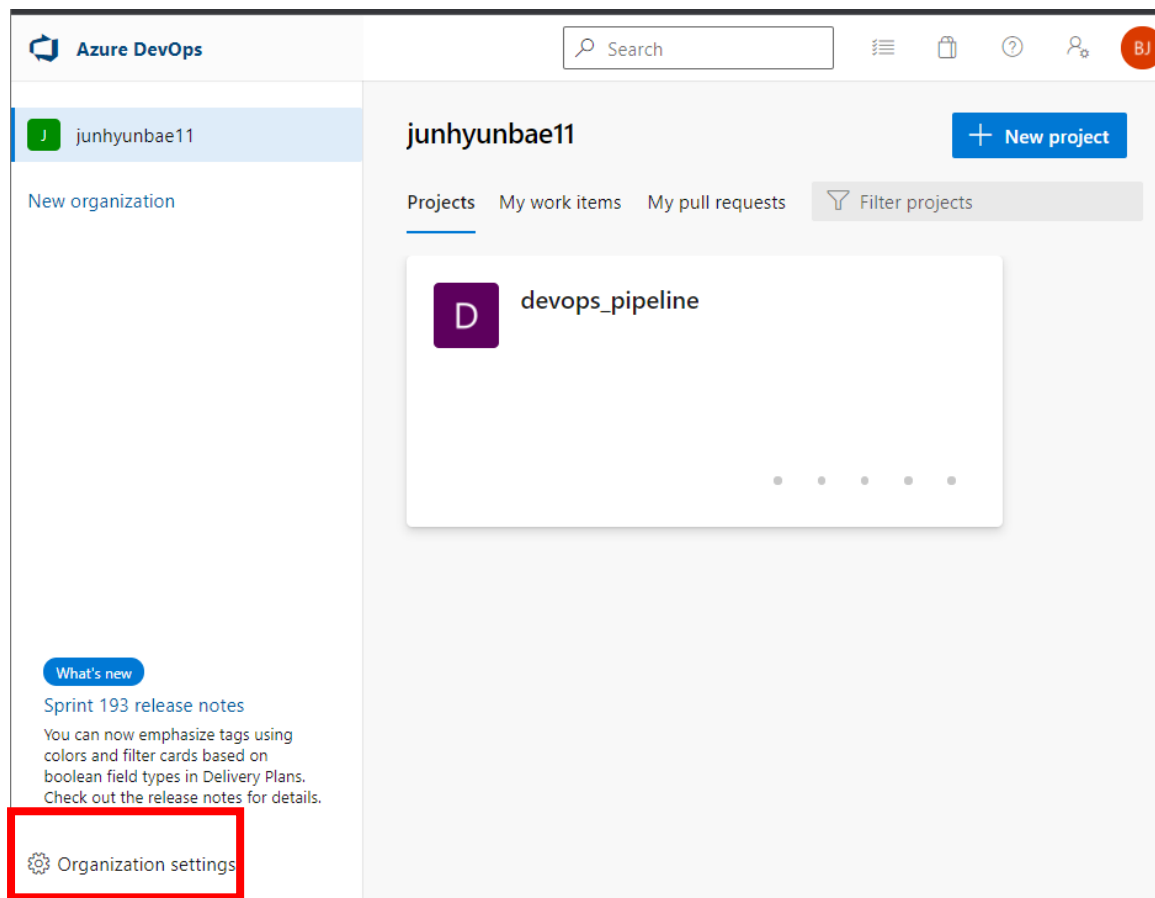 Azure DevOps
Search
BJ
J
junhyunbae11
New organization
junhyunbae11
New project
Projects
My work items
My pull requests
Filter projects
D
devops_pipeline
What's new
Sprint 193 release notes
You can now emphasize tags using
colors and filter cards based on
boolean field types in Delivery Plans.
Check out the release notes for details.
Organization settings